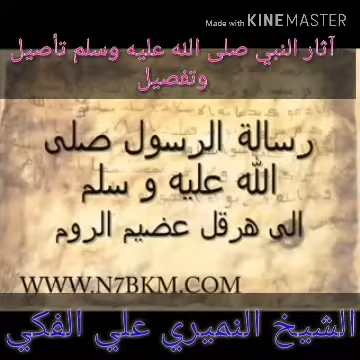 Made with KINEMASTER
آثار النبي صلى الله عليه وسلم تأصيل
وتفصيل
رسالة الرسول صلى
الله عليه و سلم
الى هرقل عضيم الروم
WWW.N7BKM.COM
الشيخ النميري علي الفكي